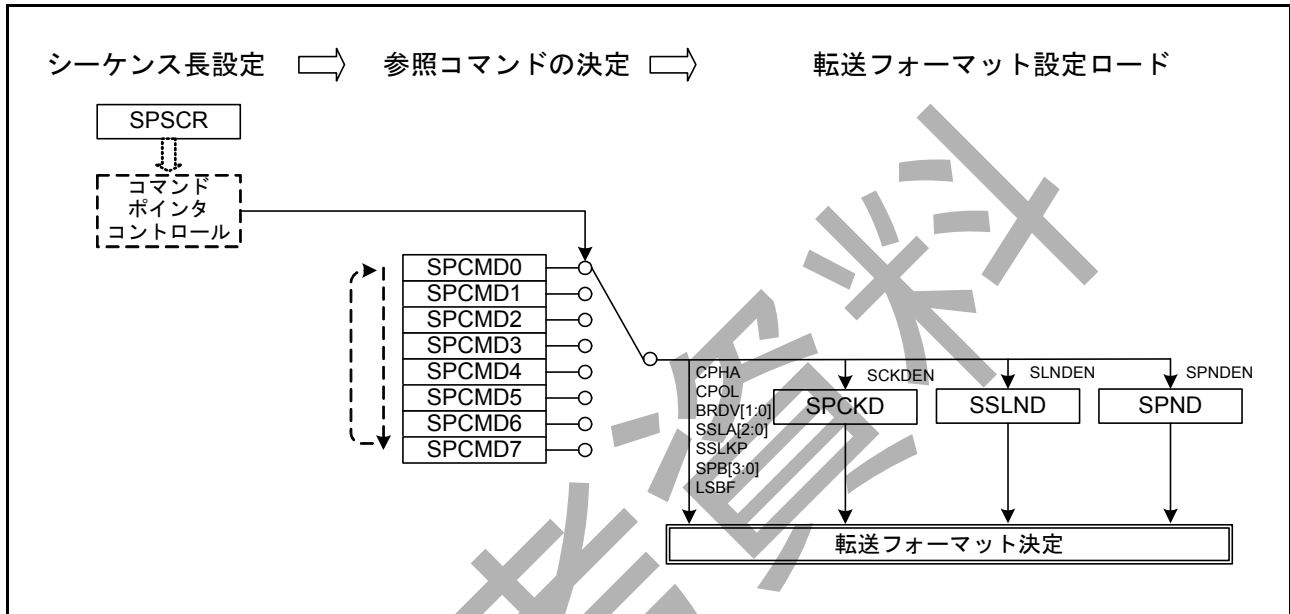 シーケンス長設定
参照コマンドの決定
転送フォーマット設定ロード
SPSCR
コマンド
ポインタ
コントロール
SPCMD0
SPCMD1
SPCMD2
SPCMD3
SPCMD4
SPCMD5
SPCMD6
SPCMD7
CPHA
CPOL
BRDV[1:0]
SSLA[2:0]
SSLKP
SPB[3:0]
LSBF
SCKDEN
SPCKD
SLNDEN
SSLND
SPNDEN
SPND
転送フォーマット決定
考資料